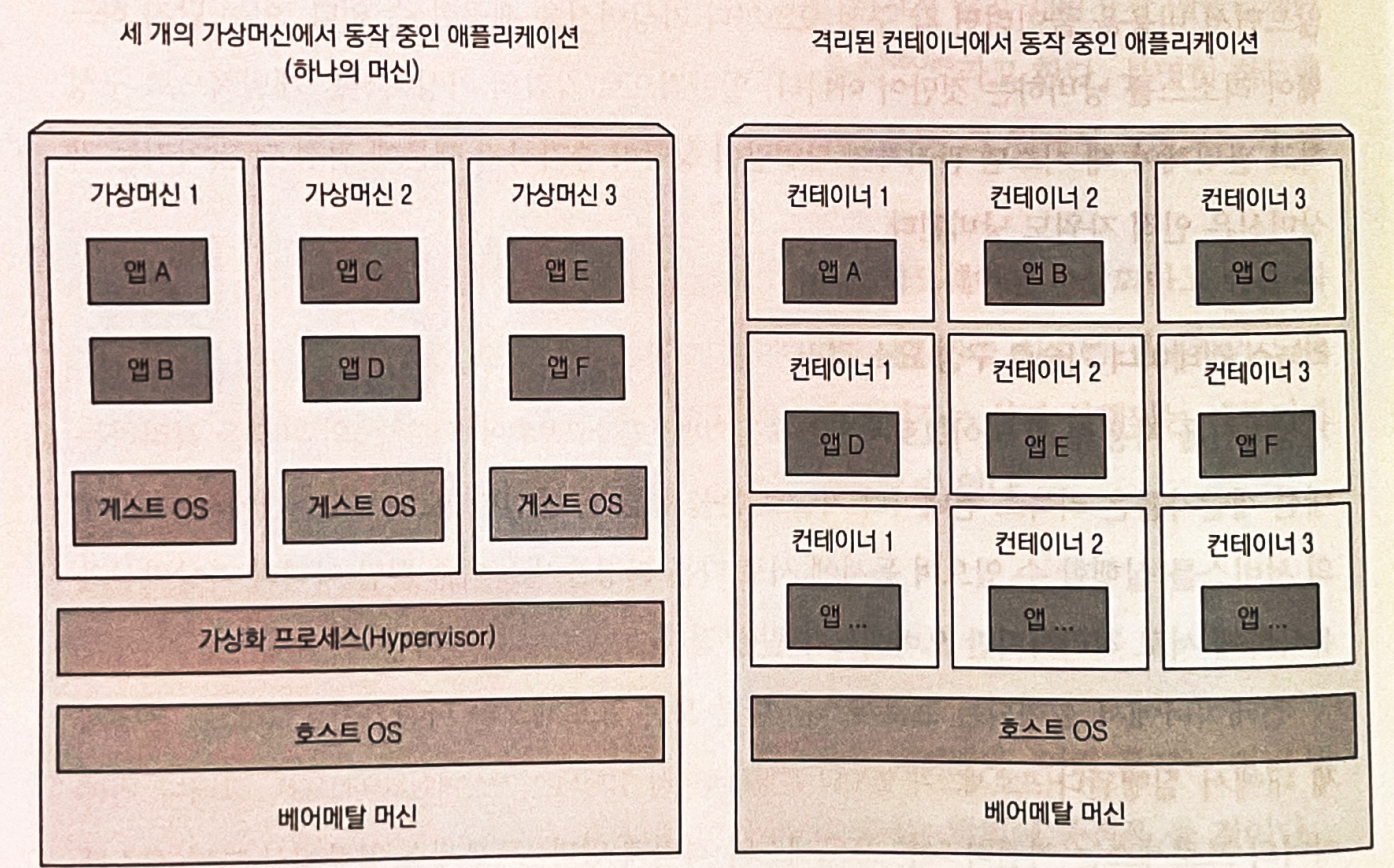 세 개의 가상머신에서 동작 중인 애플리케이션
(하나의 머신)
가상머신 1
가상머신 2
가상머신 3
앱 A
앱 C
앱 E
앱 B
앱 D
앱 F
게스트 OS
게스트 OS
게스트 OS
가상화 프로세스(Hypervisor)
호스트 OS
베어메탈 머신
격리된 컨테이너에서 동작 중인 애플리케이션
컨테이너 1
컨테이너 2
컨테이너 3
앱 A
앱 B
앱 C
컨테이너 1
컨테이너 2
컨테이너 3
앱 D
앱 E
앱 F
컨테이너 1
컨테이너 2
컨테이너 3
앱 ...
앱 ...
앱 ...
호스트 OS
베어메탈 머신